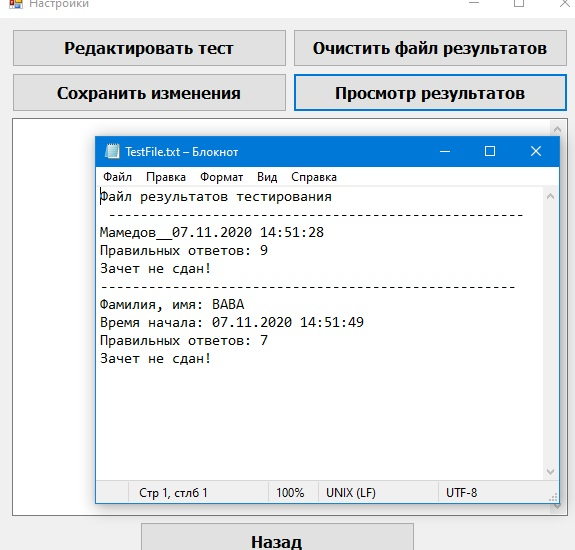 Настройки
Редактировать тест
Очистить файл результатов
Сохранить изменения
Просмотр результатов
TestFile.txt – Блокнот
Файл Правка Формат Вид Справка
Файл результатов тестирования
----------------------------------------------------
Мамедов__07.11.2020 14:51:28
Правильных ответов: 9
Зачет не сдан!
----------------------------------------------------
Фамилия, имя: ВАВА
Время начала: 07.11.2020 14:51:49
Правильных ответов: 7
Зачет не сдан!
Стр 1, стлб 1
100%
UNIX (LF)
UTF-8
Назад